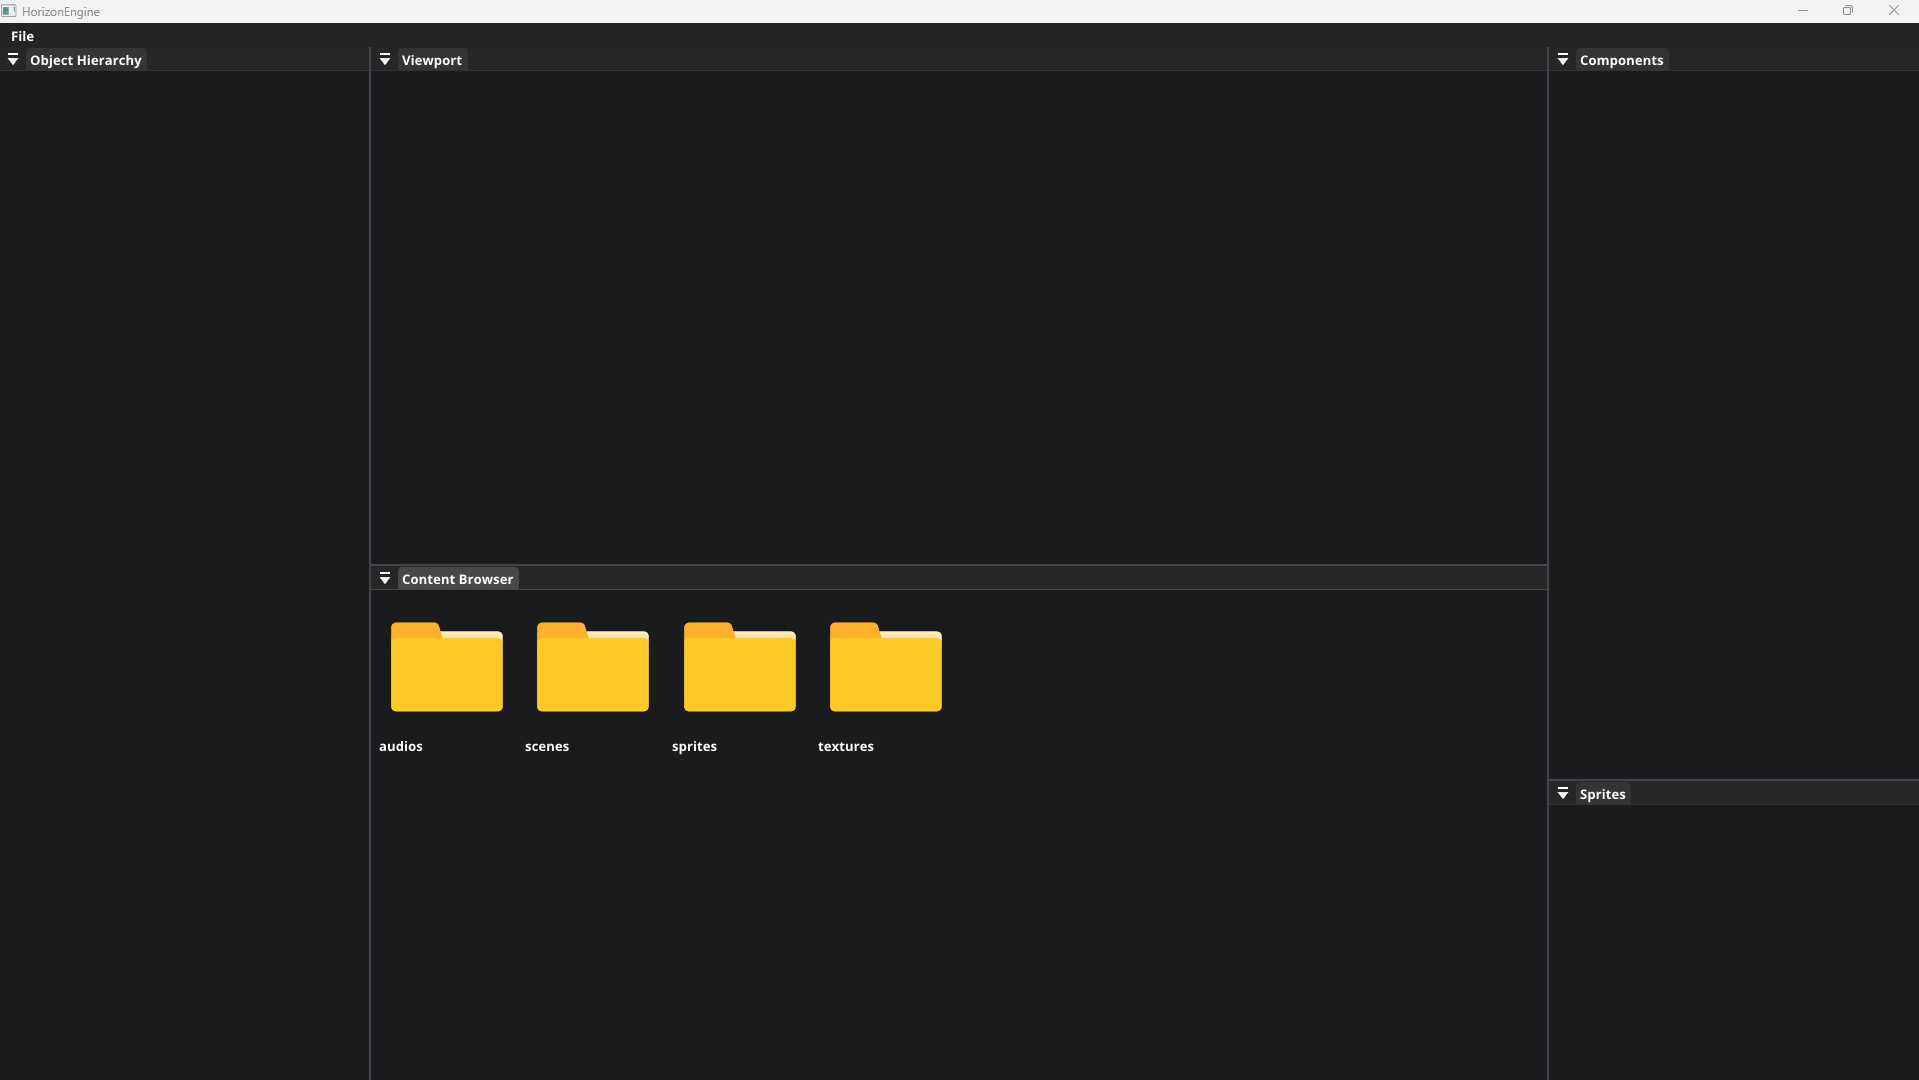 HorizonEngine
File
Object Hierarchy
Viewport
Components
Content Browser
audios
scenes
sprites
textures
Sprites